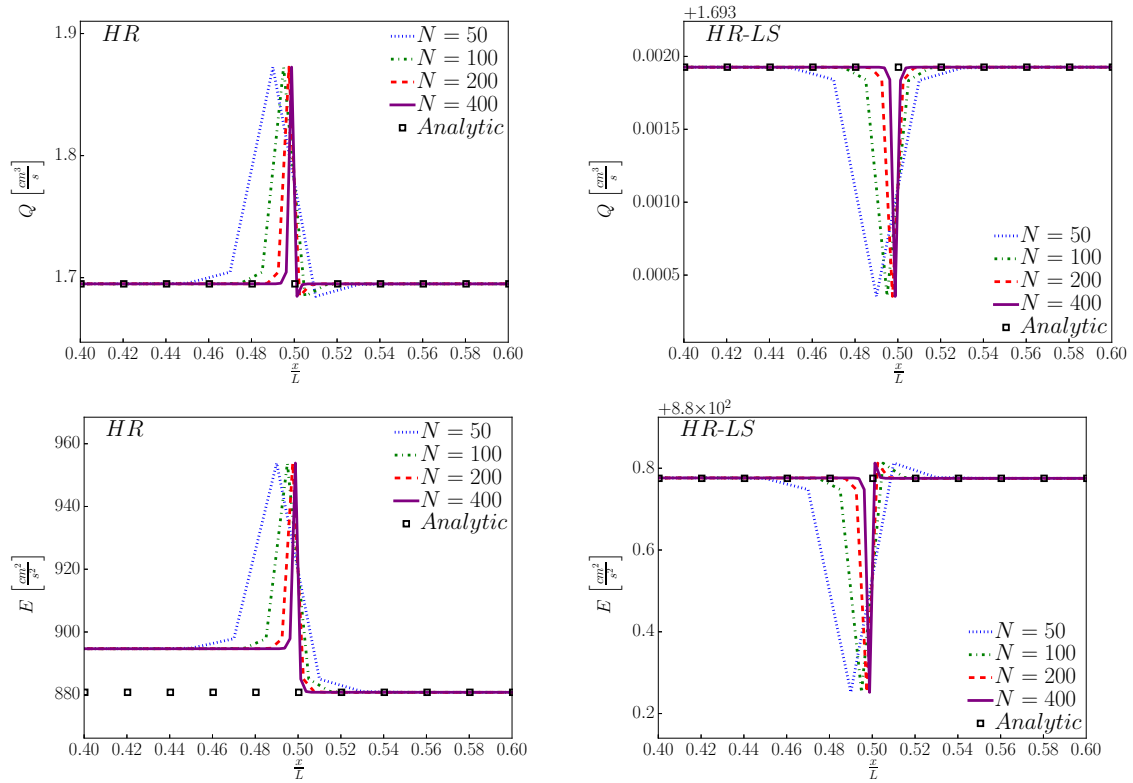 HR
N = 50
N = 100
N = 200
N = 400
Analytic
1.9
1.8
1.7
Q [cm³/s]
0.40 0.42 0.44 0.46 0.48 0.50 0.52 0.54 0.56 0.58 0.60
x/L
+1.693
HR-LS
0.0020
0.0015
0.0010
0.0005
Q [cm³/s]
N = 50
N = 100
N = 200
N = 400
Analytic
0.40 0.42 0.44 0.46 0.48 0.50 0.52 0.54 0.56 0.58 0.60
x/L
HR
N = 50
N = 100
N = 200
N = 400
Analytic
960
940
920
900
880
E [cm²/s²]
0.40 0.42 0.44 0.46 0.48 0.50 0.52 0.54 0.56 0.58 0.60
x/L
+8.8×10²
HR-LS
0.8
0.6
0.4
0.2
E [cm²/s²]
N = 50
N = 100
N = 200
N = 400
Analytic
0.40 0.42 0.44 0.46 0.48 0.50 0.52 0.54 0.56 0.58 0.60
x/L